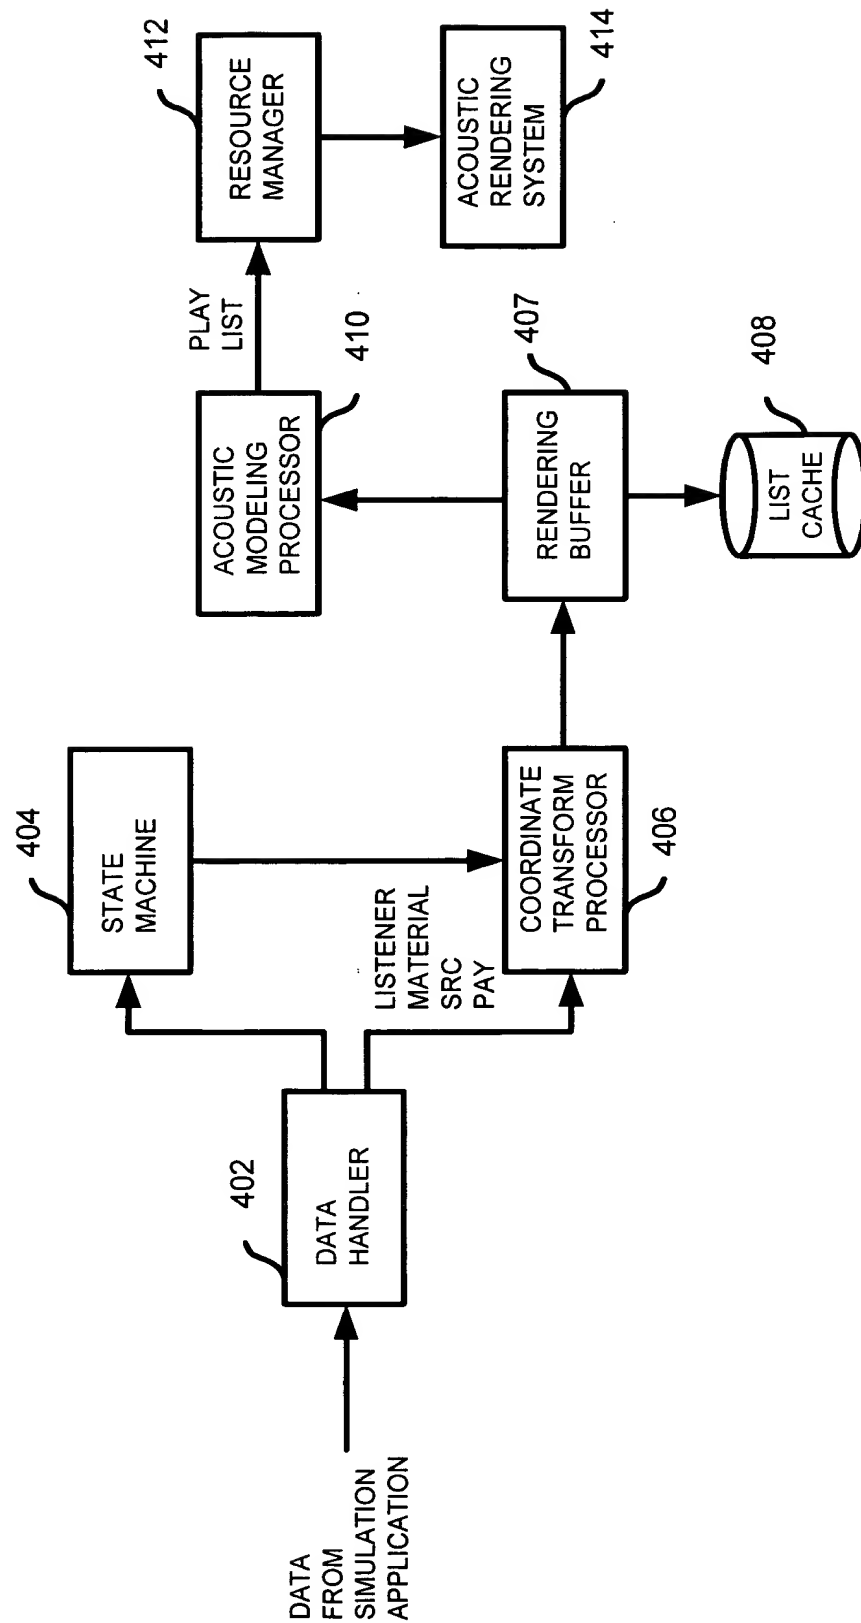 DATA
FROM
SIMULATION
APPLICATION
402
DATA
HANDLER
404
STATE
MACHINE
LISTENER
MATERIAL
SRC
PAY
COORDINATE
TRANSFORM
PROCESSOR
406
ACOUSTIC
MODELING
PROCESSOR
410
RENDERING
BUFFER
407
LIST
CACHE
408
PLAY
LIST
412
RESOURCE
MANAGER
ACOUSTIC
RENDERING
SYSTEM
414